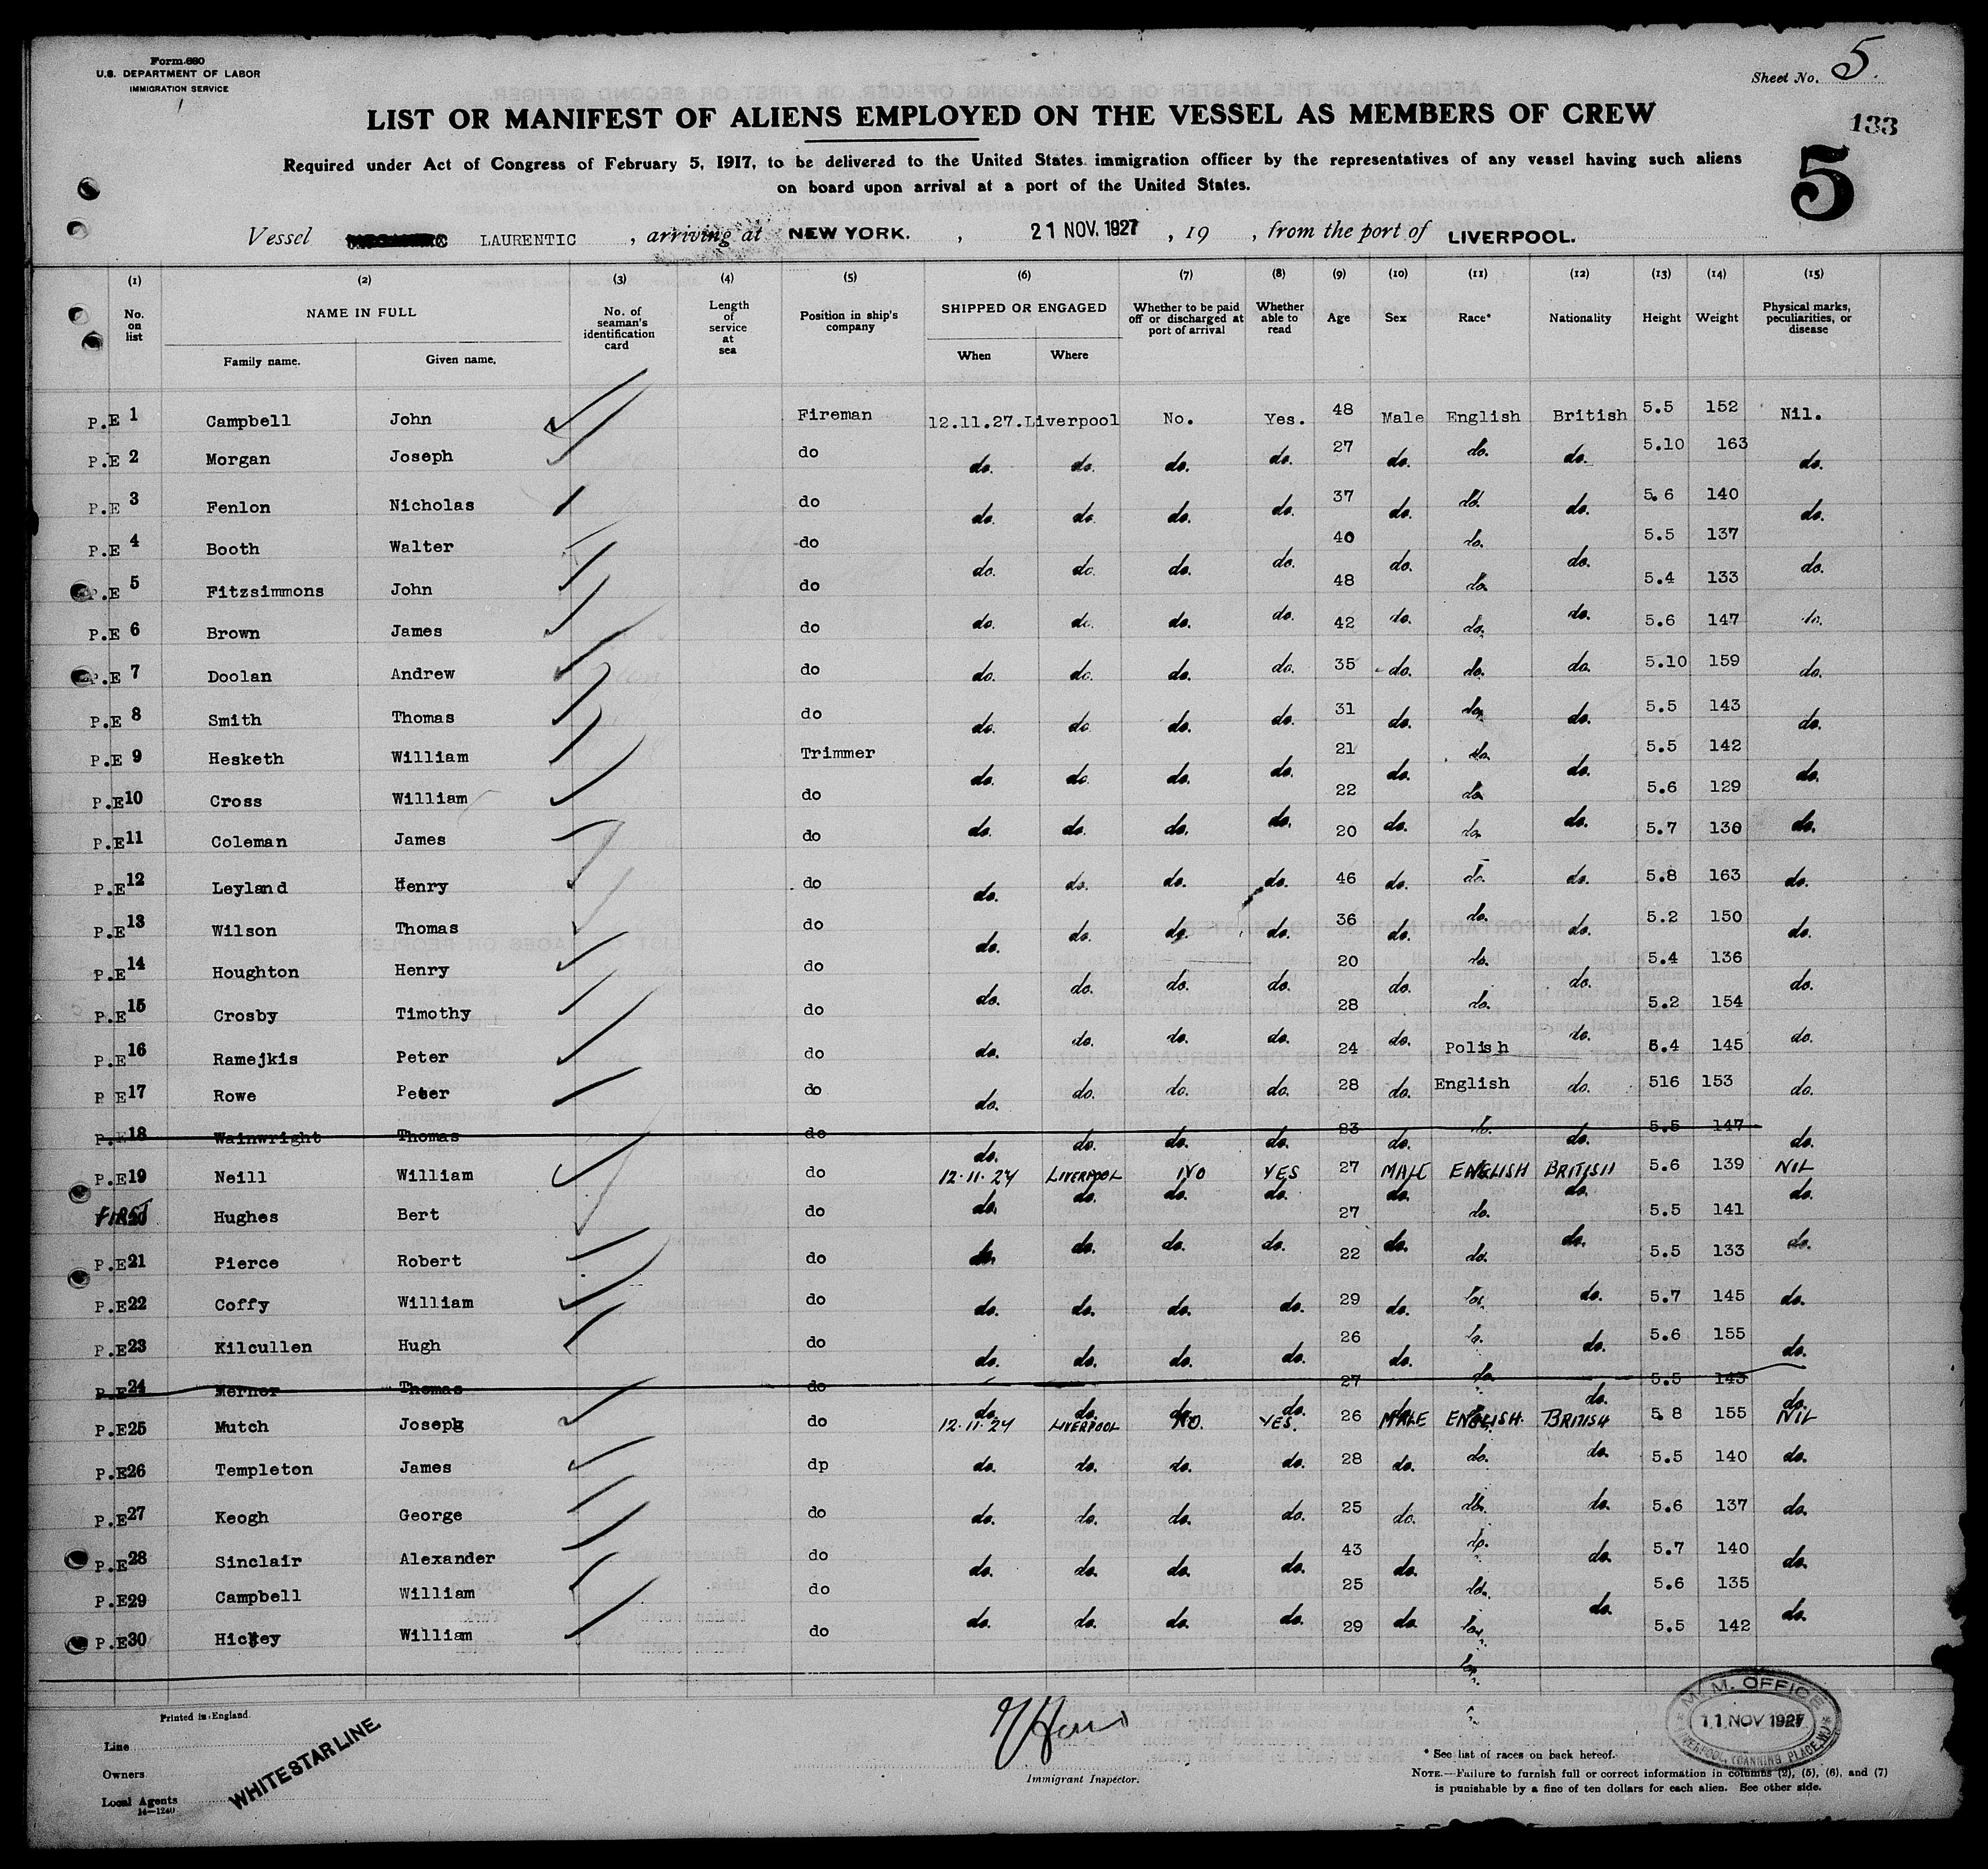 Form 680
U.S. DEPARTMENT OF LABOR
IMMIGRATION SERVICE
Sheet No. 5.
133
5
LIST OR MANIFEST OF ALIENS EMPLOYED ON THE VESSEL AS MEMBERS OF CREW
Required under Act of Congress of February 5, 1917, to be delivered to the United States immigration officer by the representatives of any vessel having such aliens
on board upon arrival at a port of the United States.
Vessel LAURENTIC , arriving at NEW YORK. , 21 NOV. 1927 , 19 , from the port of LIVERPOOL.
(1) (2) (3) (4) (5) (6) (7) (8) (9) (10) (11) (12) (13) (14) (15)
No. on list NAME IN FULL Family name. Given name. No. of seaman's identification card Length of service at sea Position in ship's company SHIPPED OR ENGAGED When Where Whether to be paid off or discharged at port of arrival Whether able to read Age Sex Race* Nationality Height Weight Physical marks, peculiarities, or disease
P.E 1 Campbell John Fireman 12.11.27. Liverpool No. Yes. 48 Male English British 5.5 152 Nil.
P.E 2 Morgan Joseph do do. do. do. do. 27 do. do. do. 5.10 163 do.
P.E 3 Fenlon Nicholas do do. do. do. do. 37 do. do. do. 5.6 140 do.
P.E 4 Booth Walter do do. do. do. do. 40 do. do. do. 5.5 137 do.
P.E 5 Fitzsimmons John do do. do. do. do. 48 do. do. do. 5.4 133 do.
P.E 6 Brown James do do. do. do. do. 42 do. do. do. 5.6 147 do.
P.E 7 Doolan Andrew do do. do. do. do. 35 do. do. do. 5.10 159 do.
P.E 8 Smith Thomas do do. do. do. do. 31 do. do. do. 5.5 143 do.
P.E 9 Hesketh William Trimmer do. do. do. do. 21 do. do. do. 5.5 142 do.
P.E 10 Cross William do do. do. do. do. 22 do. do. do. 5.6 129 do.
P.E 11 Coleman James do do. do. do. do. 20 do. do. do. 5.7 130 do.
P.E 12 Leyland Henry do do. do. do. do. 46 do. do. do. 5.8 163 do.
P.E 13 Wilson Thomas do do. do. do. do. 36 do. do. do. 5.2 150 do.
P.E 14 Houghton Henry do do. do. do. do. 20 do. do. do. 5.4 136 do.
P.E 15 Crosby Timothy do do. do. do. do. 28 do. do. do. 5.2 154 do.
P.E 16 Ramejkis Peter do do. do. do. do. 24 do. Polish do. 5.4 145 do.
P E 17 Rowe Peter do do. do. do. do. 28 do. English do. 516 153 do.
P.E 18 Wainwright Thomas do do. do. do. do. 23 do. do. do. 5.5 147 do.
P.E 19 Neill William do 12.11.27 LIVERPOOL NO YES 27 MALE ENGLISH BRITISH 5.6 139 NIL
FIRST 20 Hughes Bert do do. do. do. do. 27 do. do. do. 5.5 141 do.
P.E 21 Pierce Robert do do. do. do. do. 22 do. do. do. 5.5 133 do.
P.E 22 Coffy William do do. do. do. do. 29 do. do. do. 5.7 145 do.
P.E 23 Kilcullen Hugh do do. do. do. do. 26 do. do. do. 5.6 155 do.
P.E 24 Merner Thomas do do. do. do. do. 27 do. do. do. 5.5 143 do.
P.E 25 Mutch Joseph do 12.11.27 LIVERPOOL NO. YES. 26 MALE ENGLISH. BRITISH 5.8 155 NIL
P.E 26 Templeton James dp do. do. do. do. 28 do. do. do. 5.5 140 do.
P.E 27 Keogh George do do. do. do. do. 25 do. do. do. 5.6 137 do.
P.E 28 Sinclair Alexander do do. do. do. do. 43 do. do. do. 5.7 140 do.
P.E 29 Campbell William do do. do. do. do. 25 do. do. do. 5.6 135 do.
P.E 30 Hickey William do 29 do. 5.5 142
Printed in England.
Line
Owners
Local Agents
14—1240
WHITE STAR LINE.
Immigrant Inspector.
M.M. OFFICE
11 NOV 1927
LIVERPOOL, (CANNING PLACE, No 1)
* See list of races on back hereof.
NOTE.—Failure to furnish full or correct information in columns (2), (5), (6), and (7)
is punishable by a fine of ten dollars for each alien. See other side.